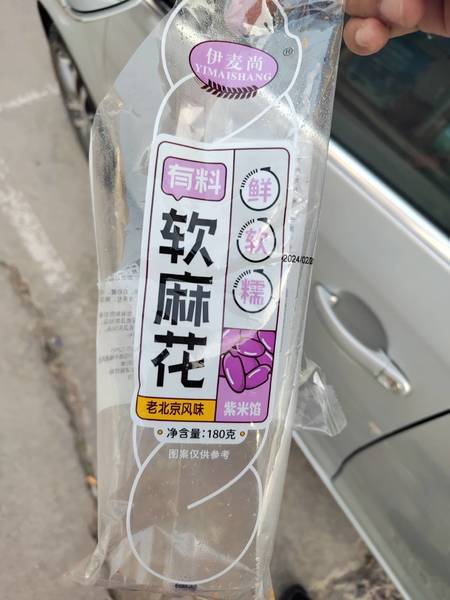 伊麦尚
YIMAISHANG
®
有料
软麻花
鲜
软
糯
老北京风味
紫米馅
净含量:180克
图案仅供参考